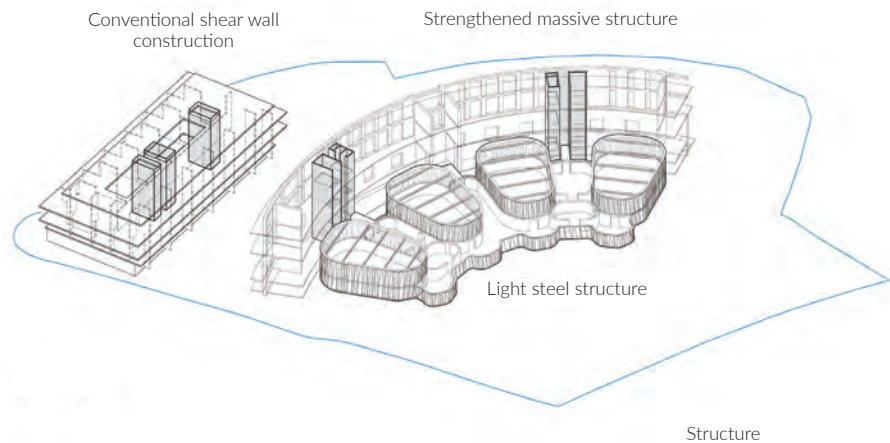 Conventional shear wall
construction
Strengthened massive structure
Light steel structure
Structure